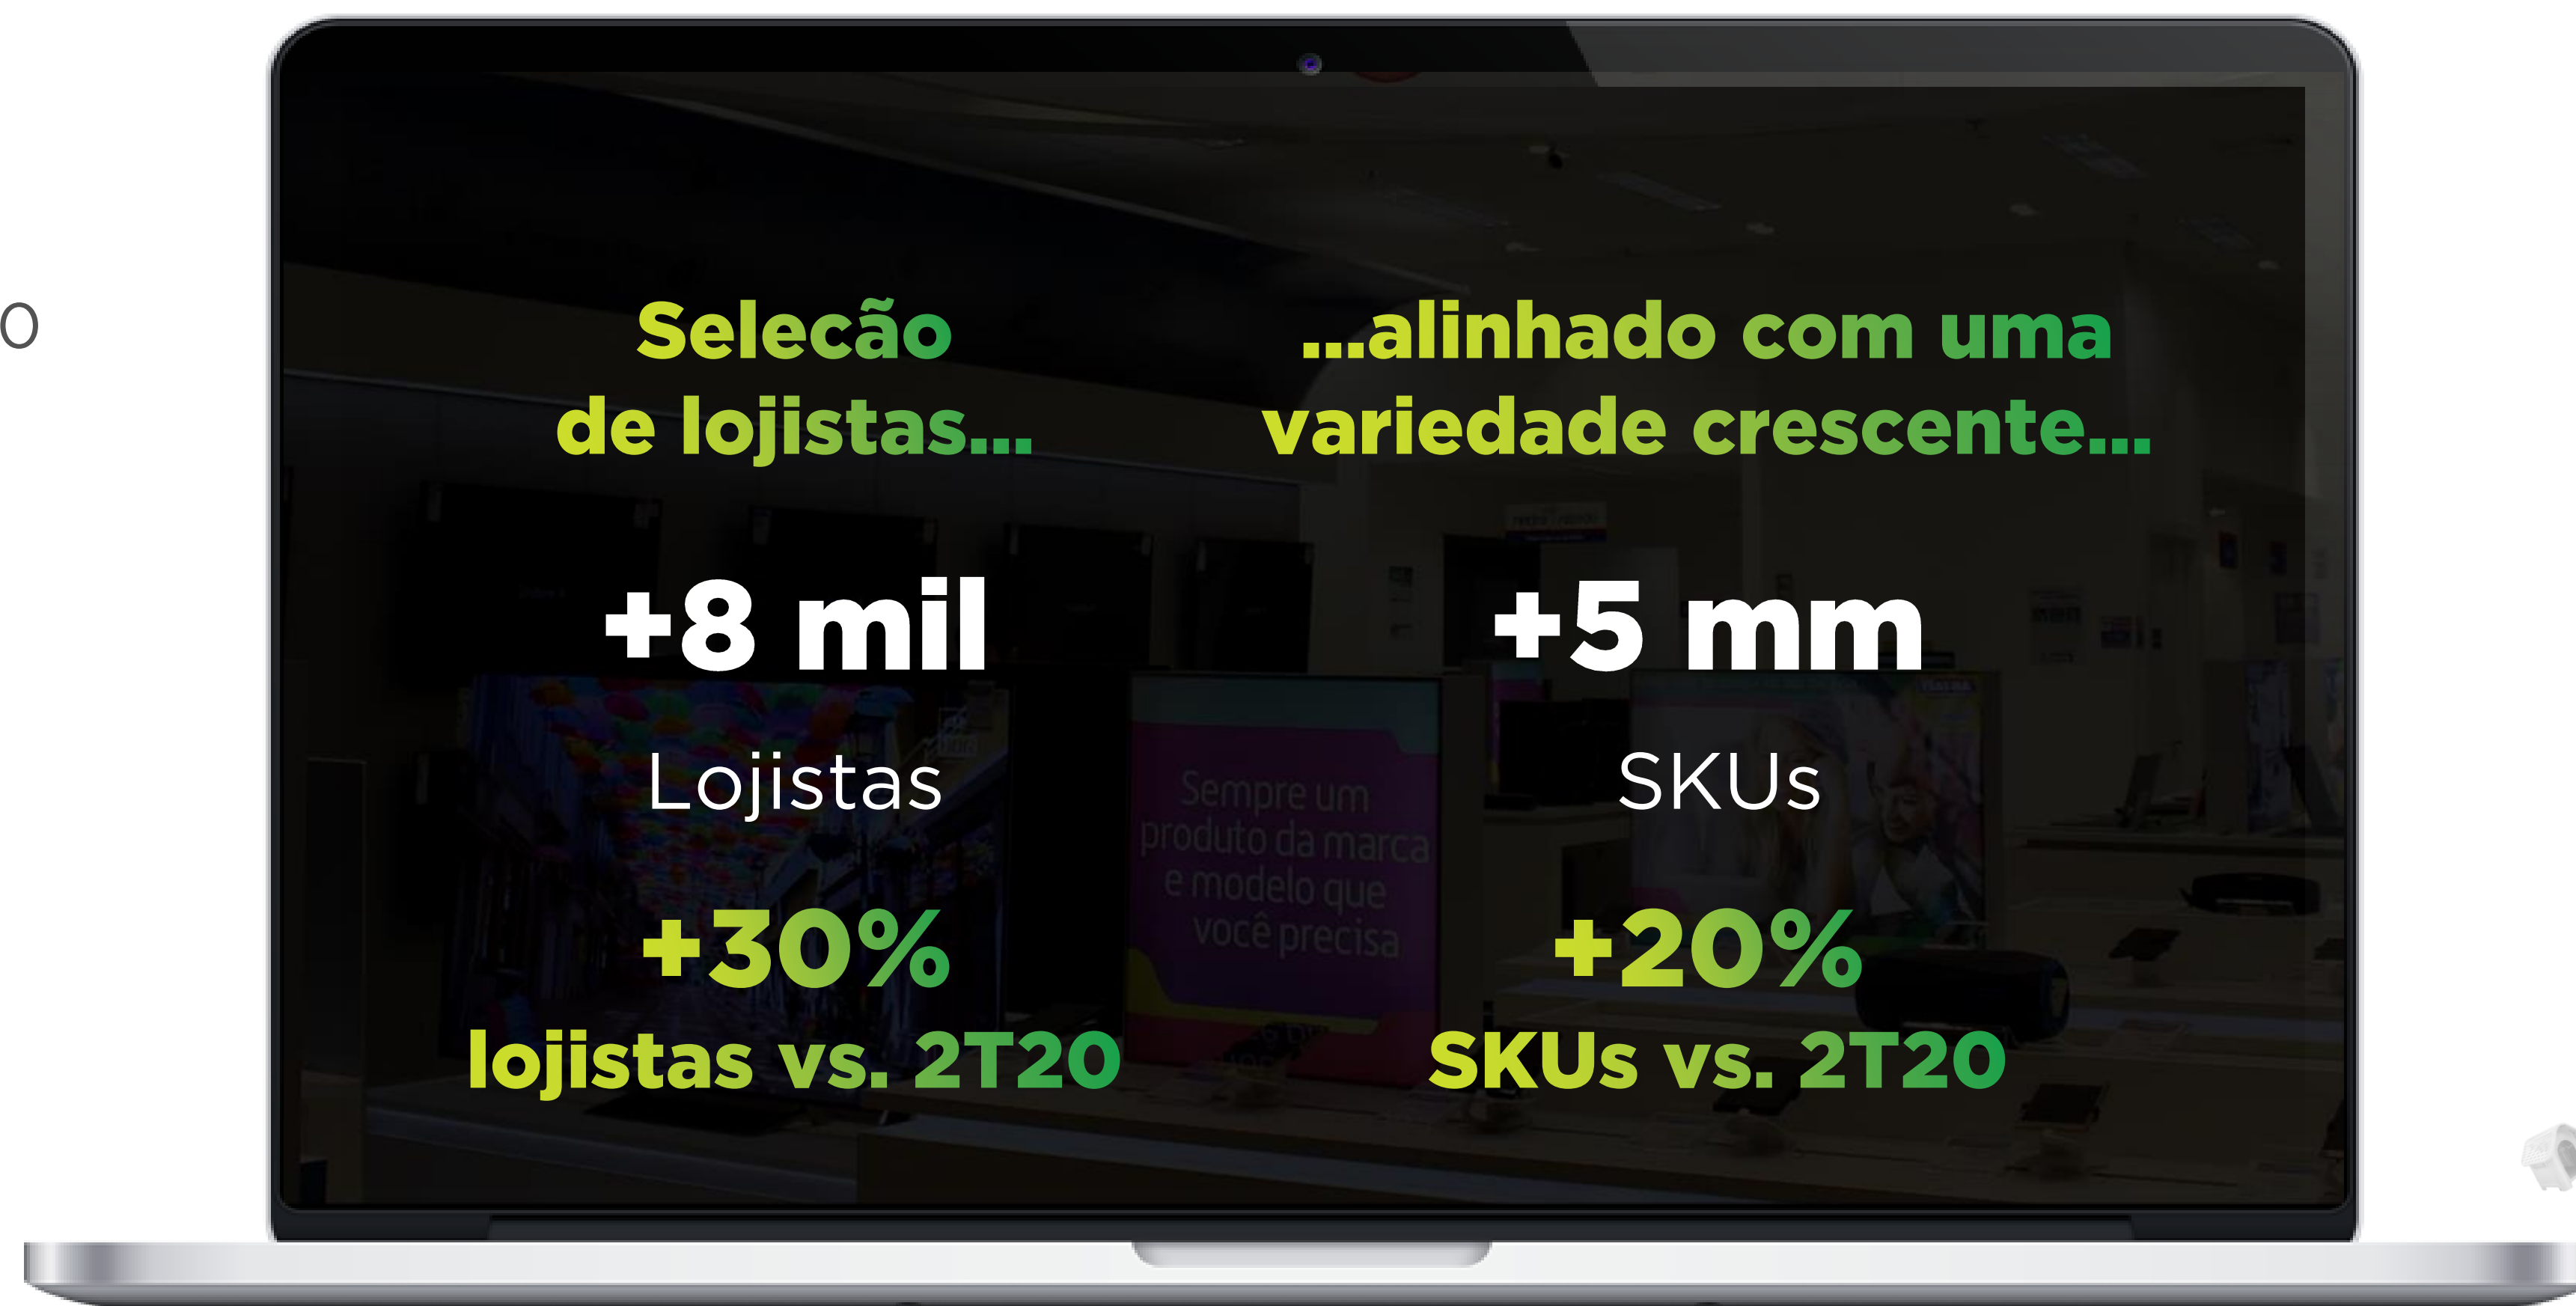 O
Selecão
de lojistas...
+8 mil
Lojistas
+30%
lojistas vs. 2T20
...alinhado com uma
variedade crescente...
+5 mm
SKUs
+20%
SKUs vs. 2T20
Sempre um
produto da marca
e modelo que
você precisa